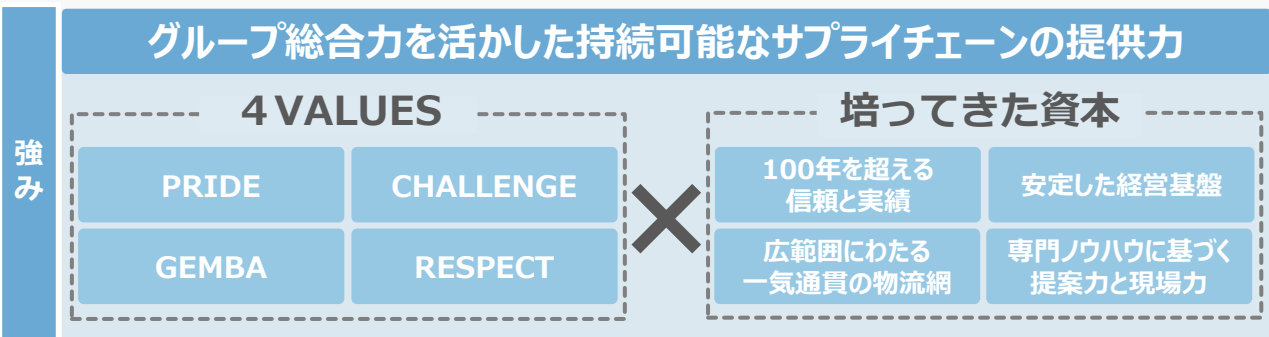 強み
グループ総合力を活かした持続可能なサプライチェーンの提供力
４VALUES
PRIDE
CHALLENGE
GEMBA
RESPECT
×
培ってきた資本
100年を超える
信頼と実績
安定した経営基盤
広範囲にわたる
一気通貫の物流網
専門ノウハウに基づく
提案力と現場力